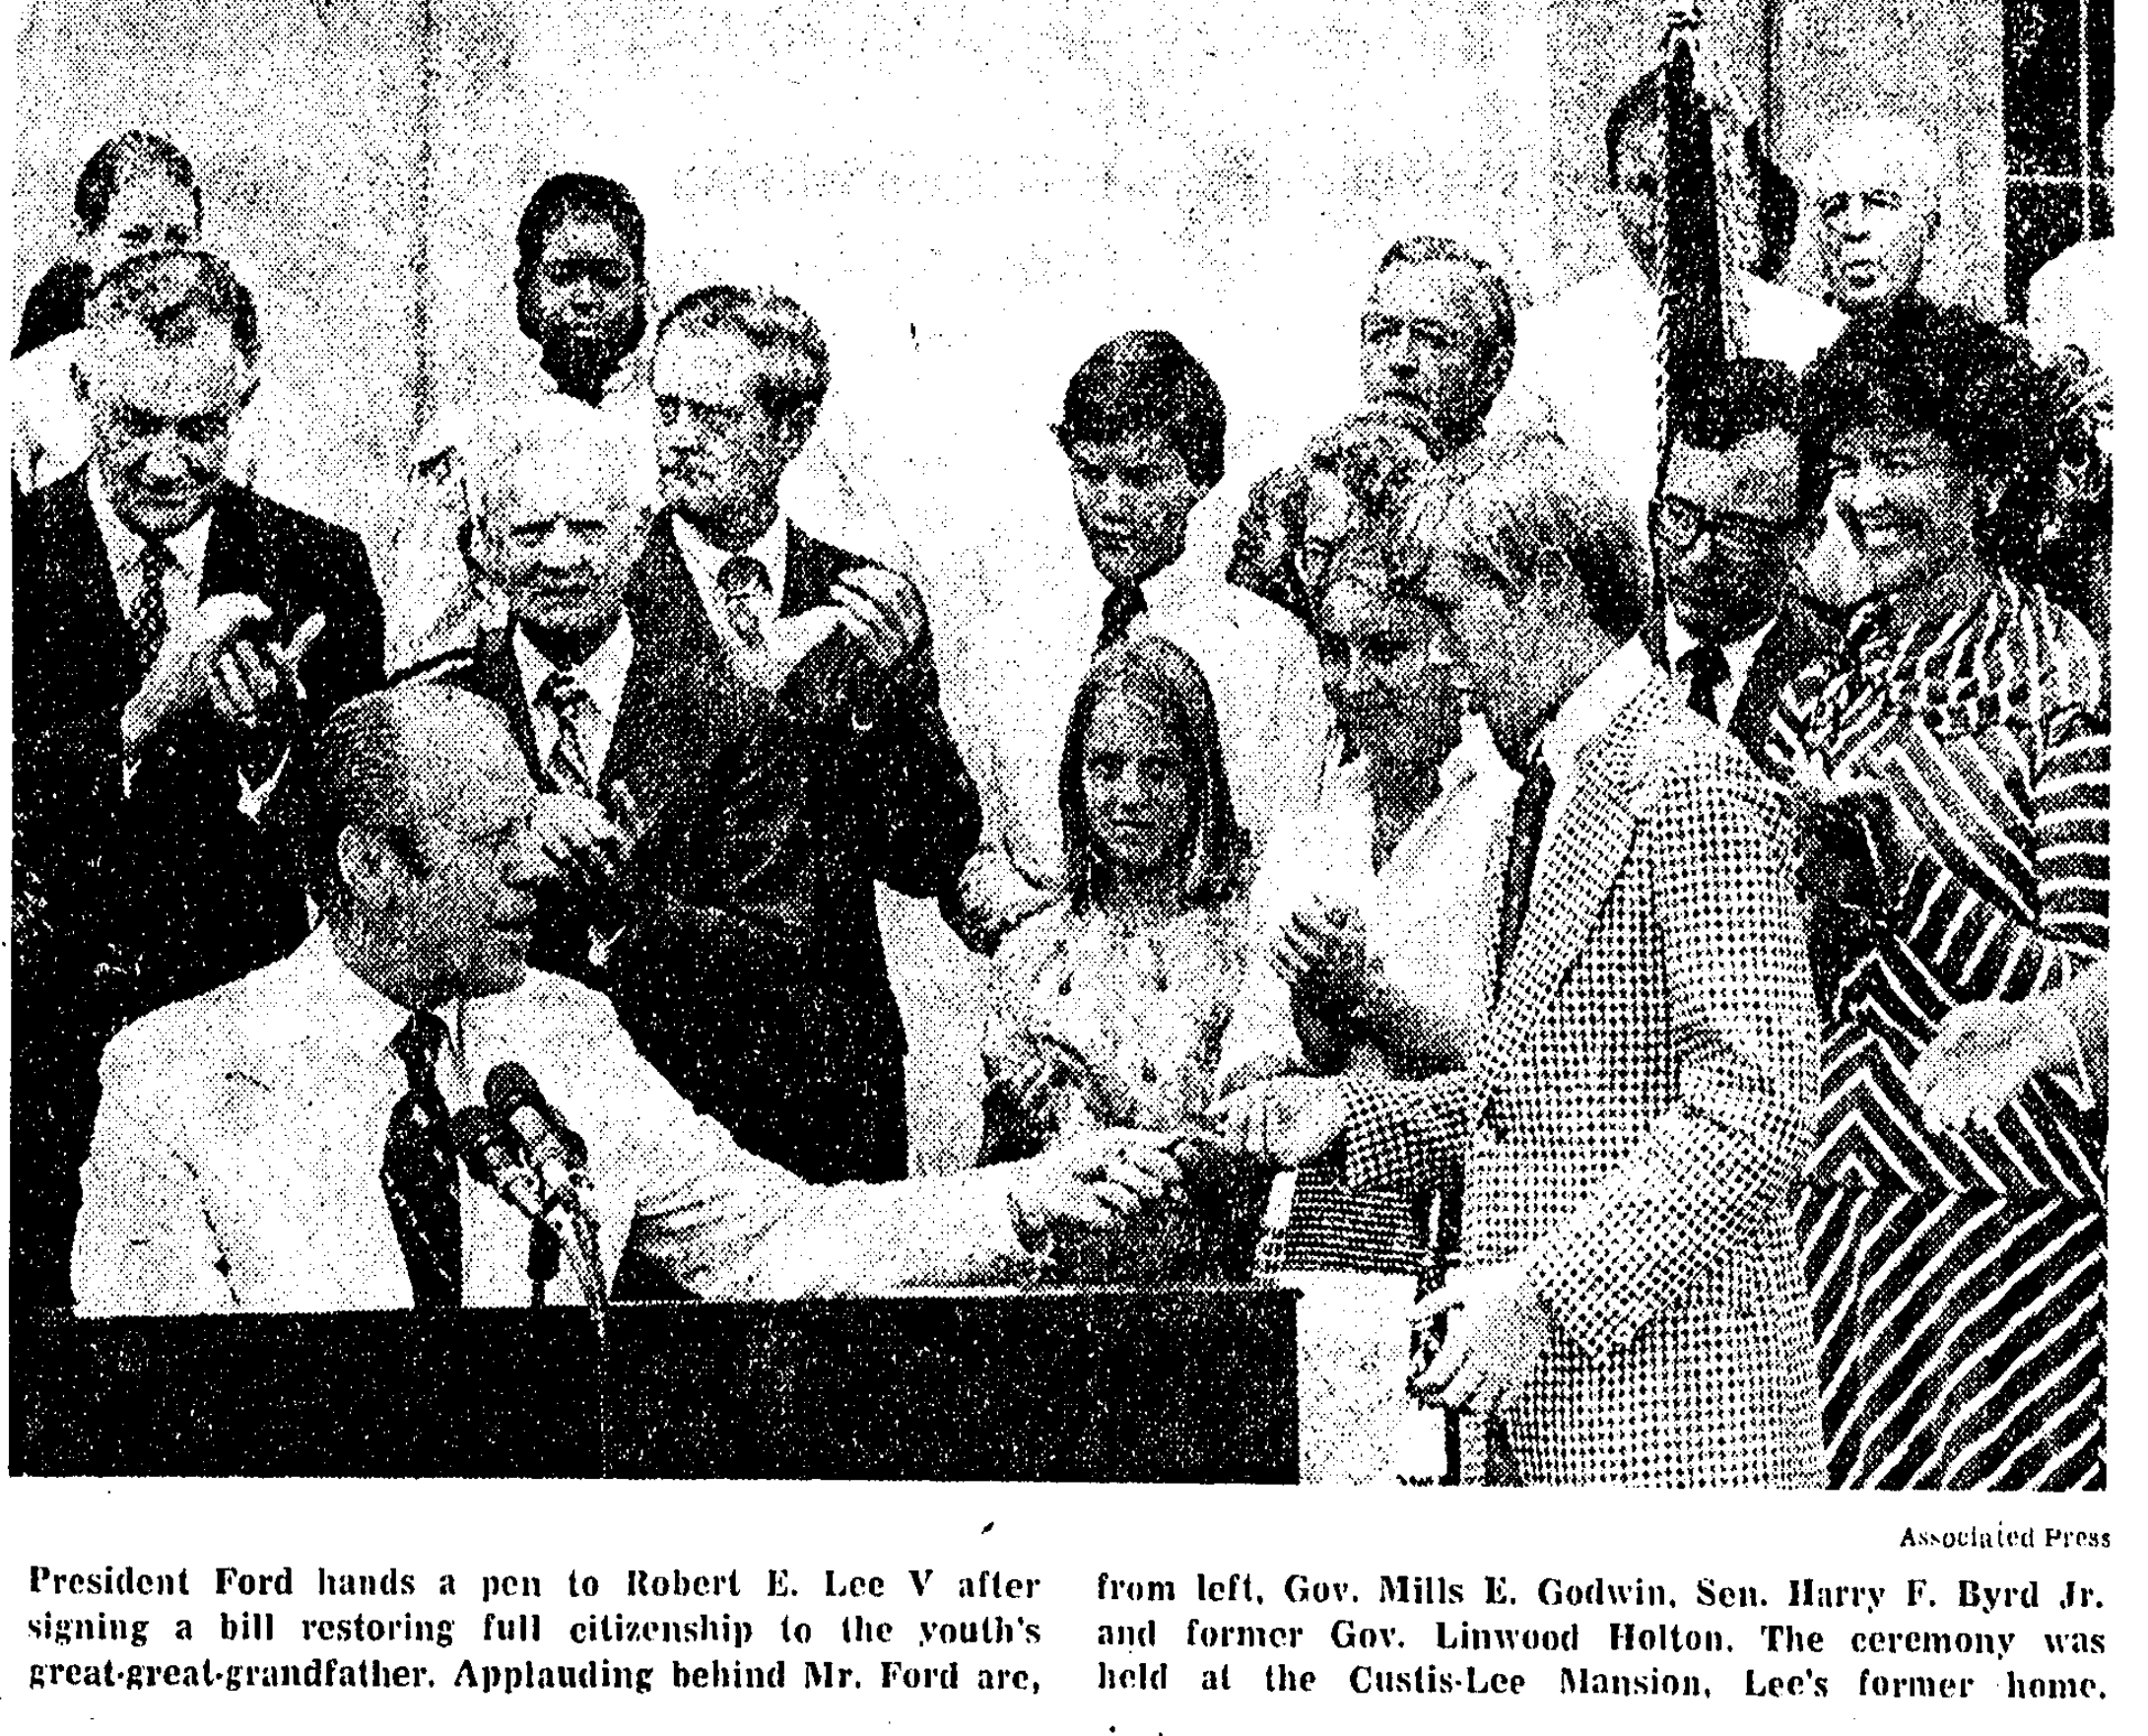 Associated Press
President Ford hands a pen to Robert E. Lee V after
signing a bill restoring full citizenship to the youth's
great-great-grandfather. Applauding behind Mr. Ford are,
from left, Gov. Mills E. Godwin, Sen. Harry F. Byrd Jr.
and former Gov. Linwood Holton. The ceremony was
held at the Custis-Lee Mansion, Lee's former home.